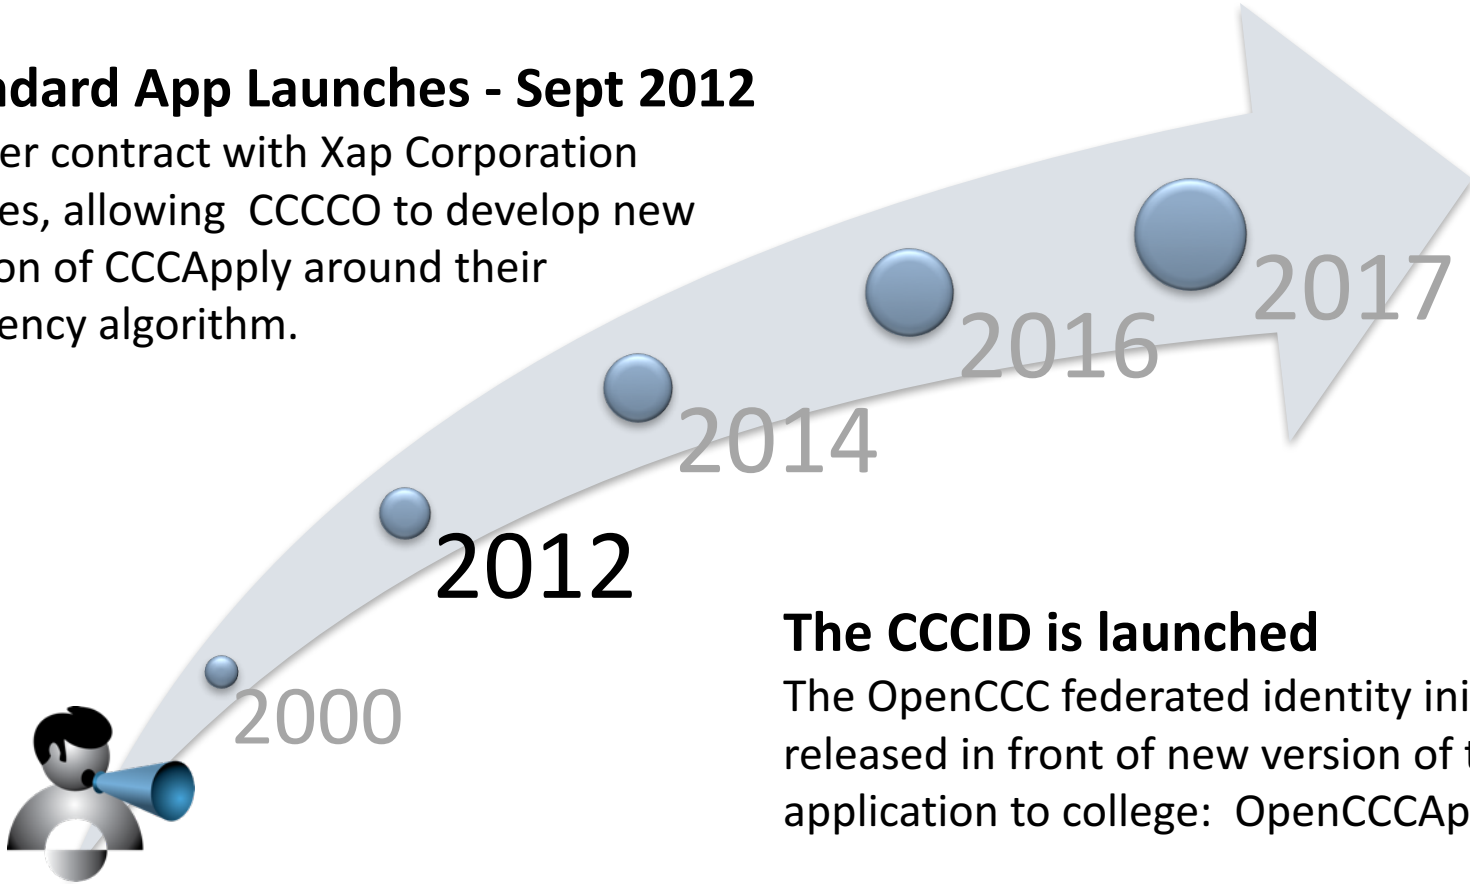 ndard App Launches - Sept 2012
er contract with Xap Corporation
es, allowing CCCCO to develop new
on of CCCApply around their
ency algorithm.
2017
2016
2014
2012
2000
The CCCID is launched
The OpenCCC federated identity ini
released in front of new version of t
application to college: OpenCCCAp